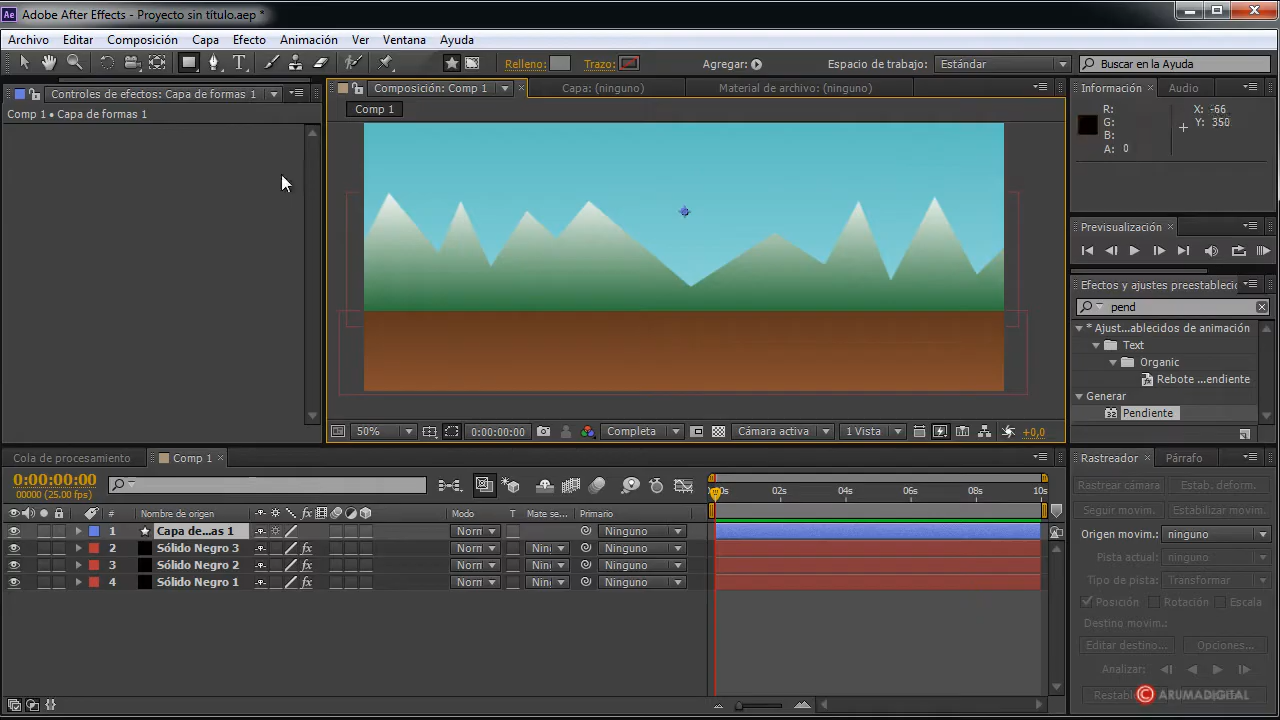 Adobe After Effects - Proyecto sin título.aep *
Archivo Editar Composición Capa Efecto Animación Ver Ventana Ayuda
Relleno: Trazo: Agregar: Espacio de trabajo: Estándar Buscar en la Ayuda
Controles de efectos: Capa de formas 1 Composición: Comp 1 Capa: (ninguno) Material de archivo: (ninguno) Información Audio
Comp 1 • Capa de formas 1 Comp 1
R: X: -66
G: Y: 350
B:
A: 0
Previsualización
Efectos y ajustes preestableció
pend
* Ajust...ablecidos de animación
Text
Organic
Rebote ...endiente
Generar
Pendiente
50% 0:00:00:00 Completa Cámara activa 1 Vista +0,0
Cola de procesamiento Comp 1 Rastreador Párrafo
0:00:00:00
00000 (25.00 fps)
02s 04s 06s 08s 10s
# Nombre de origen Modo T Mate se... Primario
1 Capa de...as 1 Norn Ninguno
2 Sólido Negro 3 fx Norn Nin Ninguno
3 Sólido Negro 2 fx Norn Nin Ninguno
4 Sólido Negro 1 fx Norn Nin Ninguno
Rastrear cámara Estab. deform.
Seguir movim. Estabilizar movim.
Origen movim.: ninguno
Pista actual: ninguno
Tipo de pista: Transformar
Posición Rotación Escala
Destino movim.:
Editar destino... Opciones...
Analizar:
Restabl
© ARUMADIGITAL